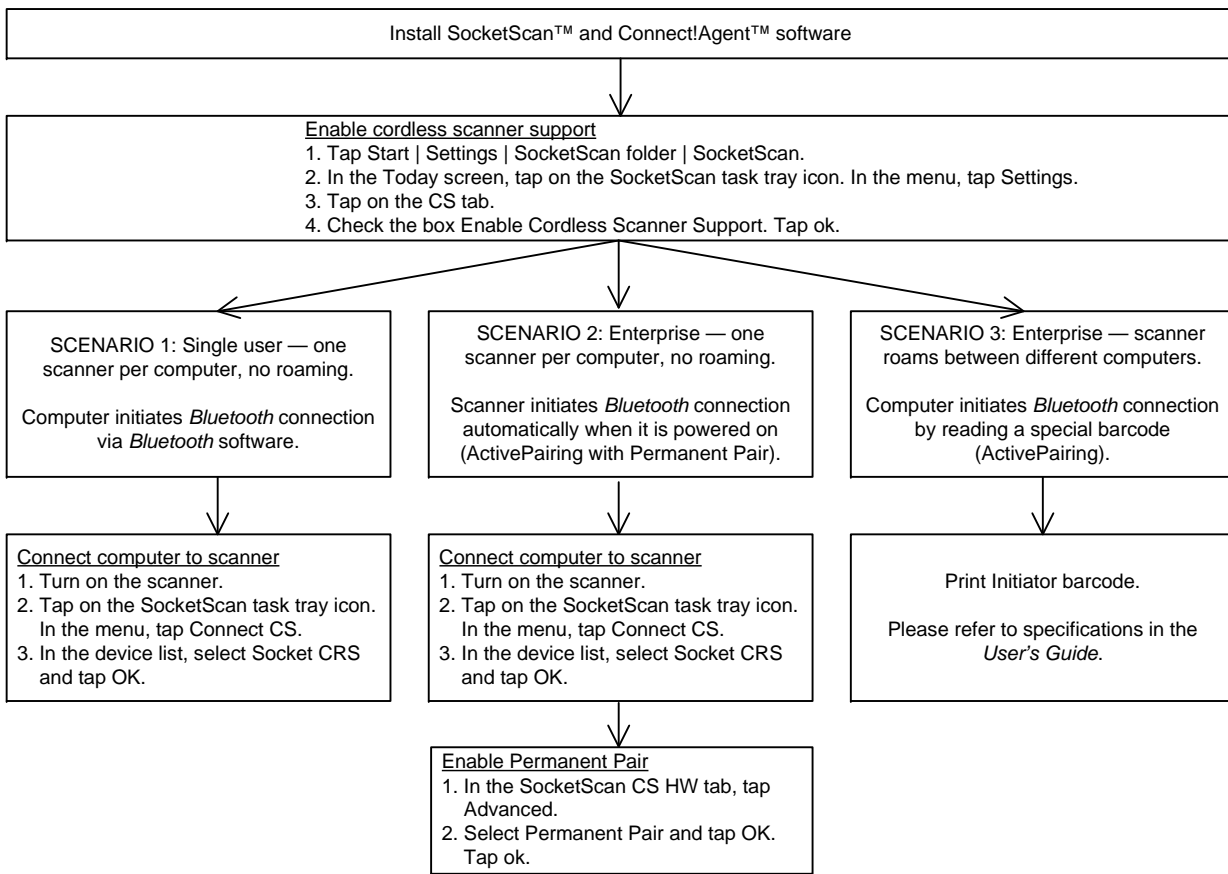 Install SocketScan™ and Connect!Agent™ software
Enable cordless scanner support
1. Tap Start | Settings | SocketScan folder | SocketScan.
2. In the Today screen, tap on the SocketScan task tray icon. In the menu, tap Settings.
3. Tap on the CS tab.
4. Check the box Enable Cordless Scanner Support. Tap ok.
SCENARIO 1: Single user — one
scanner per computer, no roaming.
Computer initiates Bluetooth connection
via Bluetooth software.
SCENARIO 2: Enterprise — one
scanner per computer, no roaming.
Scanner initiates Bluetooth connection
automatically when it is powered on
(ActivePairing with Permanent Pair).
SCENARIO 3: Enterprise — scanner
roams between different computers.
Computer initiates Bluetooth connection
by reading a special barcode
(ActivePairing).
Connect computer to scanner
1. Turn on the scanner.
2. Tap on the SocketScan task tray icon.
In the menu, tap Connect CS.
3. In the device list, select Socket CRS
and tap OK.
Connect computer to scanner
1. Turn on the scanner.
2. Tap on the SocketScan task tray icon.
In the menu, tap Connect CS.
3. In the device list, select Socket CRS
and tap OK.
Print Initiator barcode.
Please refer to specifications in the
User's Guide.
Enable Permanent Pair
1. In the SocketScan CS HW tab, tap
Advanced.
2. Select Permanent Pair and tap OK.
Tap ok.